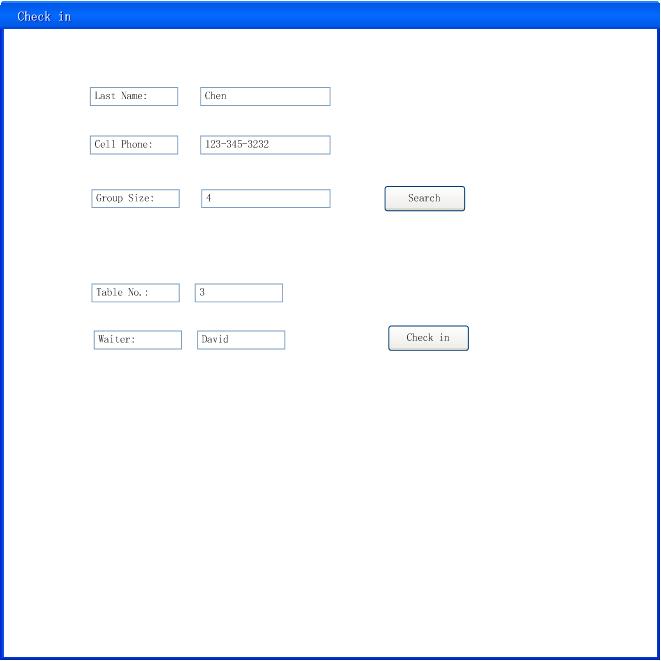 Check in
Last Name: Chen
Cell Phone: 123-345-3232
Group Size: 4 Search
Table No.: 3
Waiter: David Check in